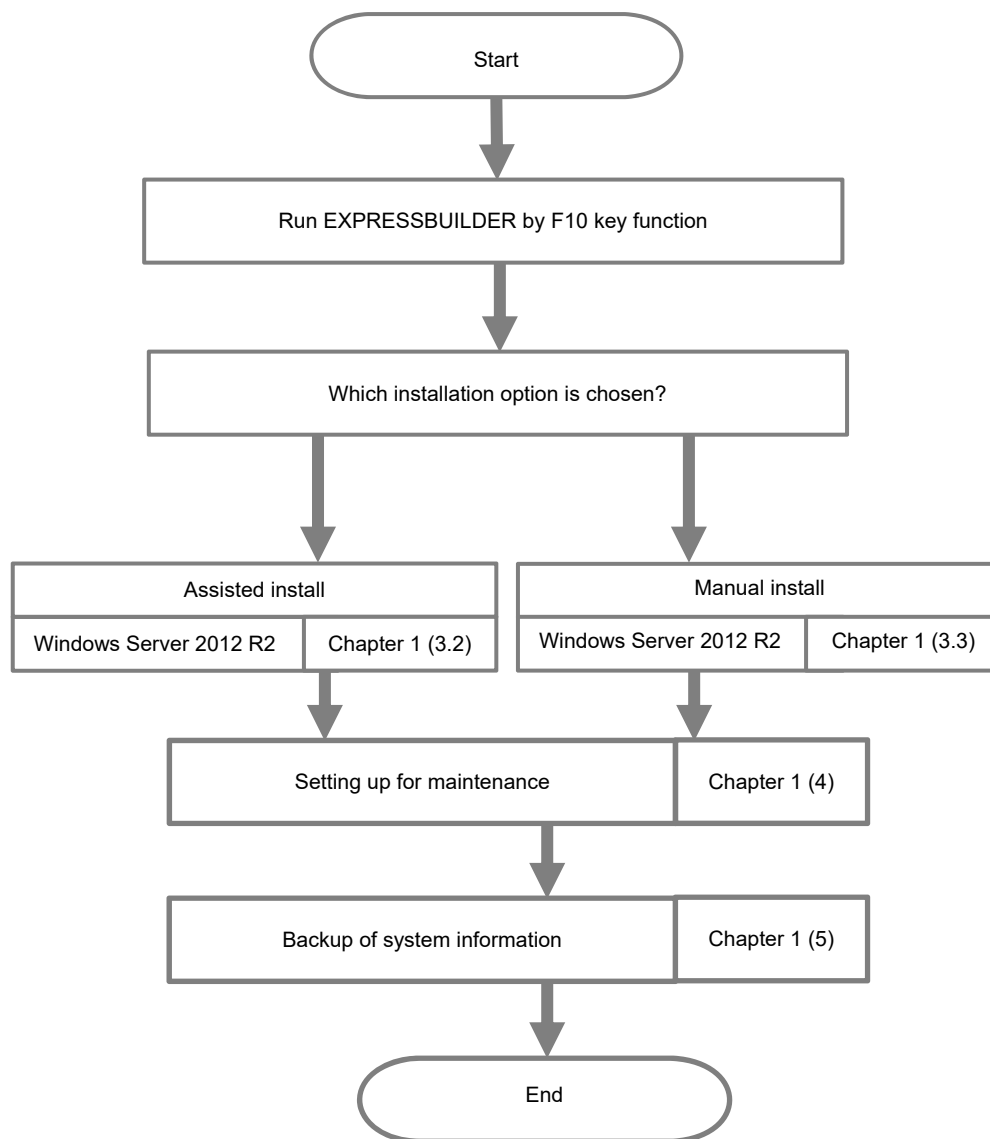 Start
Run EXPRESSBUILDER by F10 key function
Which installation option is chosen?
Assisted install
Windows Server 2012 R2
Chapter 1 (3.2)
Manual install
Windows Server 2012 R2
Chapter 1 (3.3)
Setting up for maintenance
Chapter 1 (4)
Backup of system information
Chapter 1 (5)
End